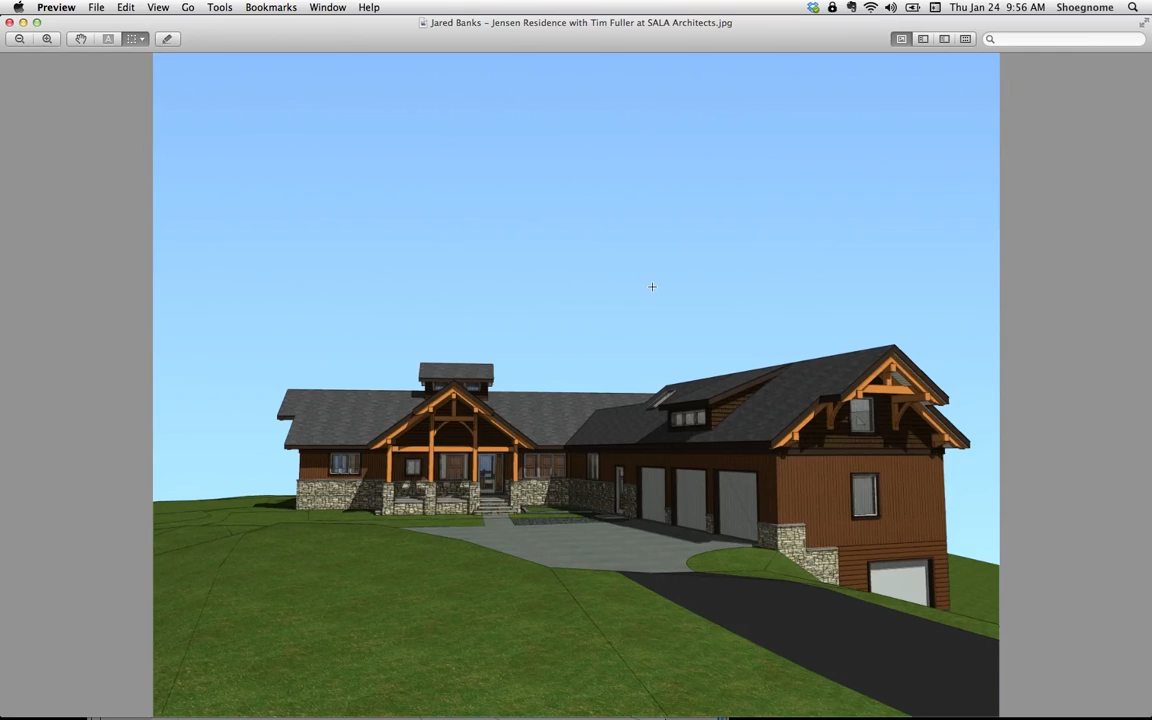 Preview File Edit View Go Tools Bookmarks Window Help Thu Jan 24 9:56 AM Shoegnome
Jared Banks – Jensen Residence with Tim Fuller at SALA Architects.jpg
A